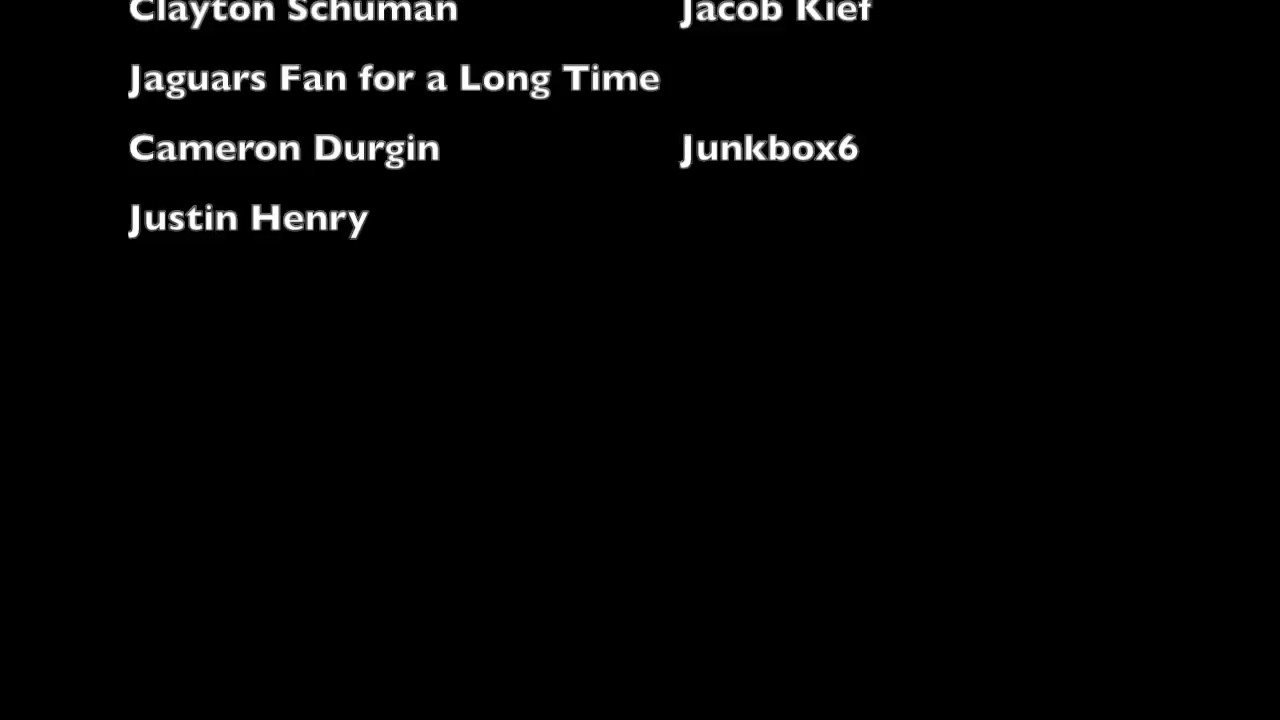 Clayton Schuman Jacob Kief
Jaguars Fan for a Long Time
Cameron Durgin Junkbox6
Justin Henry